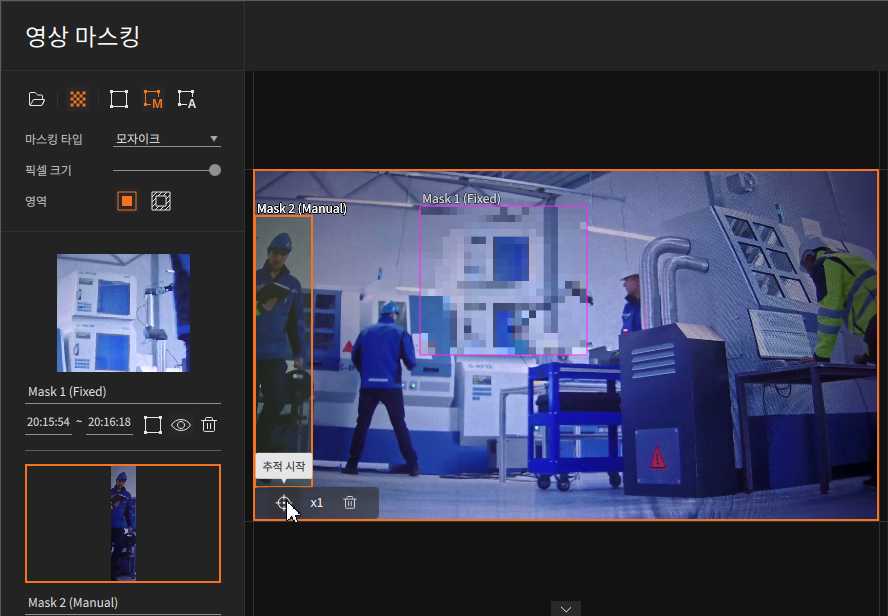 영상 마스킹
M
A
마스킹 타입
모자이크
픽셀 크기
영역
Mask 1 (Fixed)
20:15:54 ~ 20:16:18
Mask 2 (Manual)
Mask 1 (Fixed)
Mask 2 (Manual)
추적 시작
x1